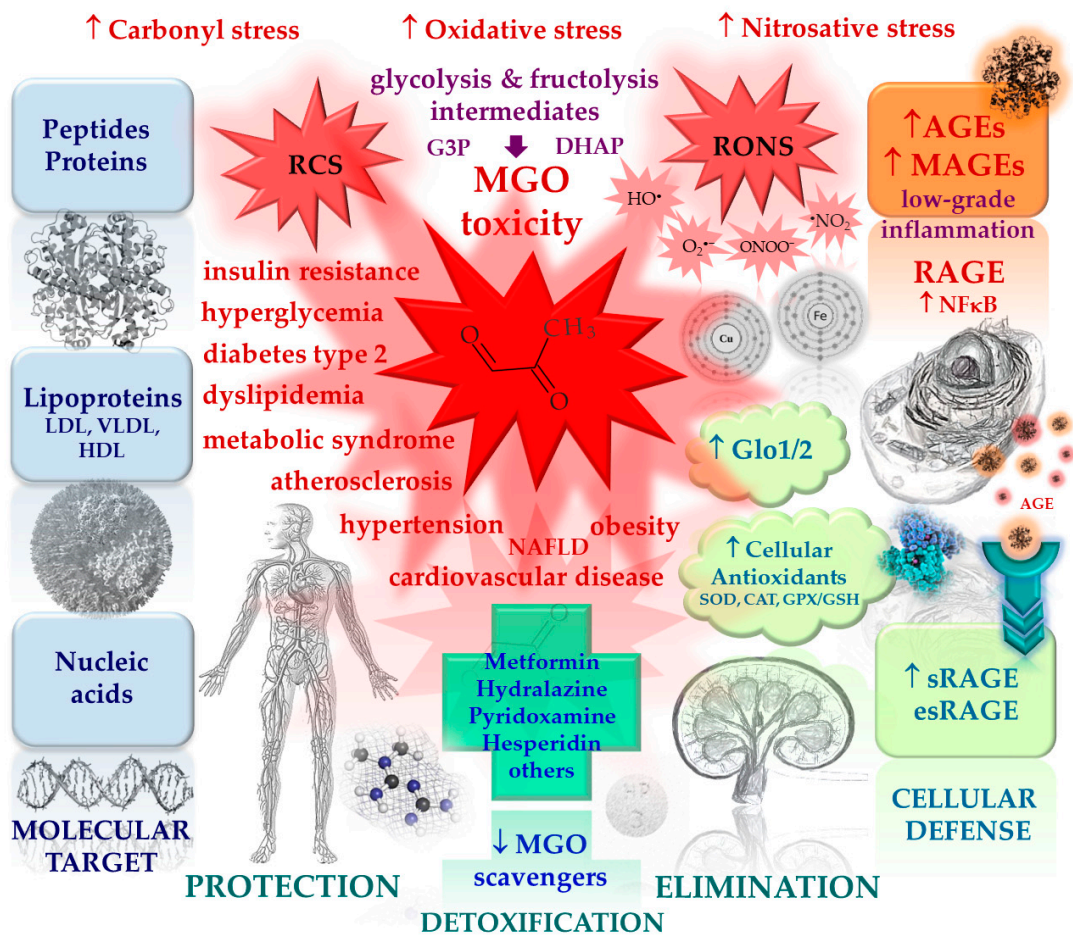 ↑ Carbonyl stress
↑ Oxidative stress
↑ Nitrosative stress
Peptides
Proteins
Lipoproteins
LDL, VLDL,
HDL
Nucleic
acids
MOLECULAR
TARGET
RCS
glycolysis & fructolysis
intermediates
G3P
DHAP
MGO
toxicity
RONS
HO•
O₂•⁻
ONOO⁻
•NO₂
Cu
Fe
insulin resistance
hyperglycemia
diabetes type 2
dyslipidemia
metabolic syndrome
atherosclerosis
hypertension
obesity
NAFLD
cardiovascular disease
CH₃
O
O
↑ AGEs
↑ MAGEs
low-grade
inflammation
RAGE
↑ NFκB
AGE
↑ Glo1/2
↑ Cellular
Antioxidants
SOD, CAT, GPX/GSH
↑ sRAGE
esRAGE
CELLULAR
DEFENSE
Metformin
Hydralazine
Pyridoxamine
Hesperidin
others
↓ MGO
scavengers
PROTECTION
DETOXIFICATION
ELIMINATION